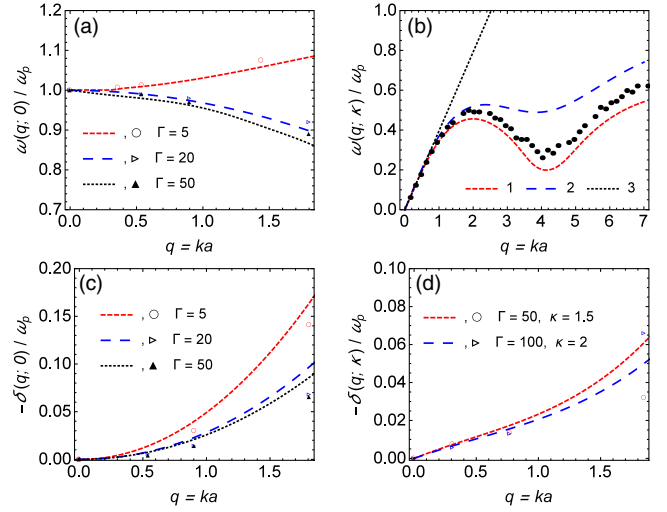 (a)
ω(q; 0) / ωp
1.2
1.1
1.0
0.9
0.8
0.7
, Γ = 5
, Γ = 20
, Γ = 50
0.0 0.5 1.0 1.5
q = ka
(b)
ω(q; κ) / ωp
1.0
0.8
0.6
0.4
0.2
0.0
1 2 3
0 1 2 3 4 5 6 7
q = ka
(c)
-δ(q; 0) / ωp
0.20
0.15
0.10
0.05
0.00
, Γ = 5
, Γ = 20
, Γ = 50
0.0 0.5 1.0 1.5
q = ka
(d)
-δ(q; κ) / ωp
0.10
0.08
0.06
0.04
0.02
0.00
, Γ = 50, κ = 1.5
, Γ = 100, κ = 2
0.0 0.5 1.0 1.5
q = ka